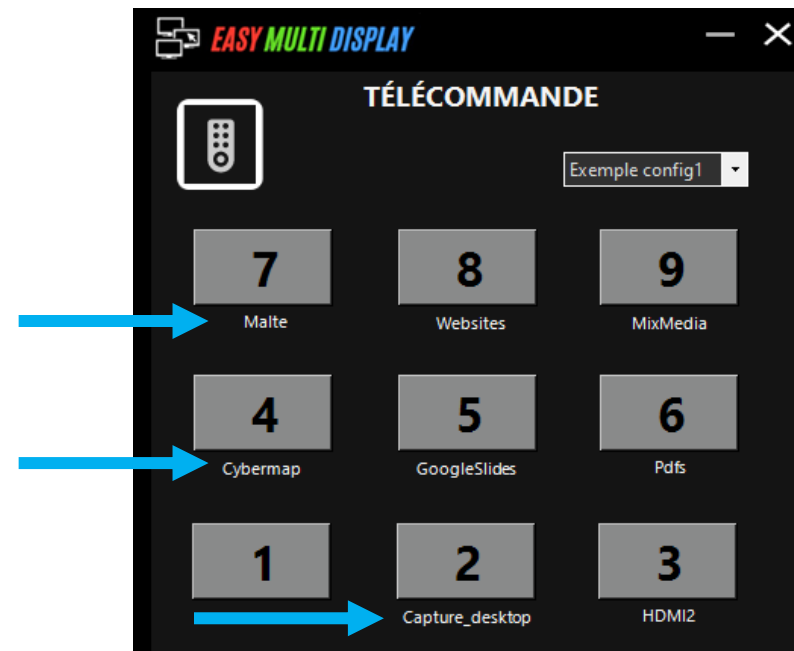 EASY MULTI DISPLAY
TÉLÉCOMMANDE
Exemple config1
7 8 9
Malte Websites MixMedia
4 5 6
Cybermap GoogleSlides Pdfs
1 2 3
Capture_desktop HDMI2